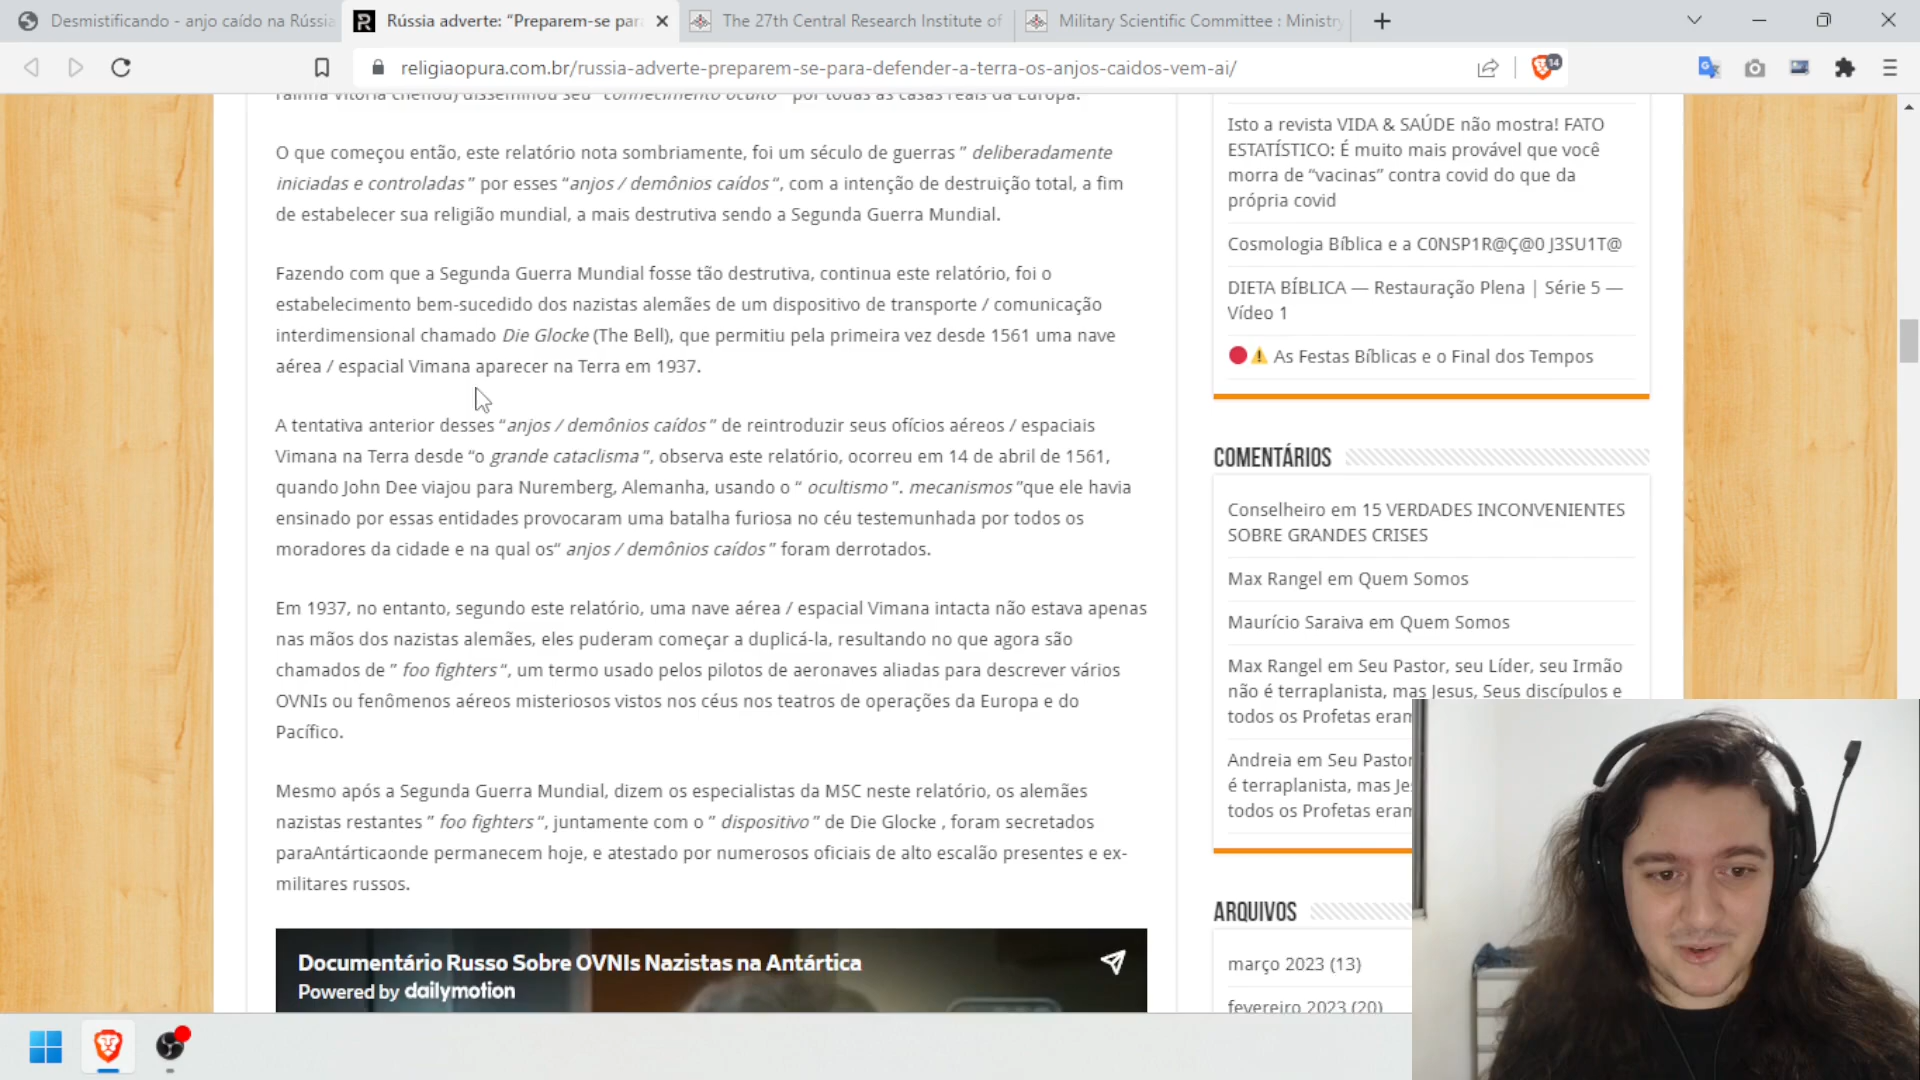 Desmistificando - anjo caído na Rússia
Rússia adverte: “Preparem-se para
The 27th Central Research Institute of
Military Scientific Committee : Ministry
religiaopura.com.br/russia-adverte-preparem-se-para-defender-a-terra-os-anjos-caidos-vem-ai/
14
por todas as casas reais da Europa.
O que começou então, este relatório nota sombriamente, foi um século de guerras ” deliberadamente
iniciadas e controladas” por esses “anjos / demônios caídos“, com a intenção de destruição total, a fim
de estabelecer sua religião mundial, a mais destrutiva sendo a Segunda Guerra Mundial.
Fazendo com que a Segunda Guerra Mundial fosse tão destrutiva, continua este relatório, foi o
estabelecimento bem-sucedido dos nazistas alemães de um dispositivo de transporte / comunicação
interdimensional chamado Die Glocke (The Bell), que permitiu pela primeira vez desde 1561 uma nave
aérea / espacial Vimana aparecer na Terra em 1937.
A tentativa anterior desses “anjos / demônios caídos” de reintroduzir seus ofícios aéreos / espaciais
Vimana na Terra desde “o grande cataclisma”, observa este relatório, ocorreu em 14 de abril de 1561,
quando John Dee viajou para Nuremberg, Alemanha, usando o “ ocultismo”. mecanismos”que ele havia
ensinado por essas entidades provocaram uma batalha furiosa no céu testemunhada por todos os
moradores da cidade e na qual os“ anjos / demônios caídos” foram derrotados.
Em 1937, no entanto, segundo este relatório, uma nave aérea / espacial Vimana intacta não estava apenas
nas mãos dos nazistas alemães, eles puderam começar a duplicá-la, resultando no que agora são
chamados de ” foo fighters“, um termo usado pelos pilotos de aeronaves aliadas para descrever vários
OVNIs ou fenômenos aéreos misteriosos vistos nos céus nos teatros de operações da Europa e do
Pacífico.
Mesmo após a Segunda Guerra Mundial, dizem os especialistas da MSC neste relatório, os alemães
nazistas restantes ” foo fighters“, juntamente com o ” dispositivo” de Die Glocke , foram secretados
paraAntárticaonde permanecem hoje, e atestado por numerosos oficiais de alto escalão presentes e ex-
militares russos.
Documentário Russo Sobre OVNIs Nazistas na Antártica
Powered by dailymotion
Isto a revista VIDA & SAÚDE não mostra! FATO
ESTATÍSTICO: É muito mais provável que você
morra de “vacinas” contra covid do que da
própria covid
Cosmologia Bíblica e a C0NSP1R@Ç@0 J3SU1T@
DIETA BÍBLICA — Restauração Plena | Série 5 —
Vídeo 1
As Festas Bíblicas e o Final dos Tempos
COMENTÁRIOS
Conselheiro em 15 VERDADES INCONVENIENTES
SOBRE GRANDES CRISES
Max Rangel em Quem Somos
Maurício Saraiva em Quem Somos
Max Rangel em Seu Pastor, seu Líder, seu Irmão
não é terraplanista, mas Jesus, Seus discípulos e
todos os Profetas eram
Andreia em Seu Pastor
é terraplanista, mas Je
todos os Profetas eram
ARQUIVOS
março 2023 (13)
fevereiro 2023 (20)